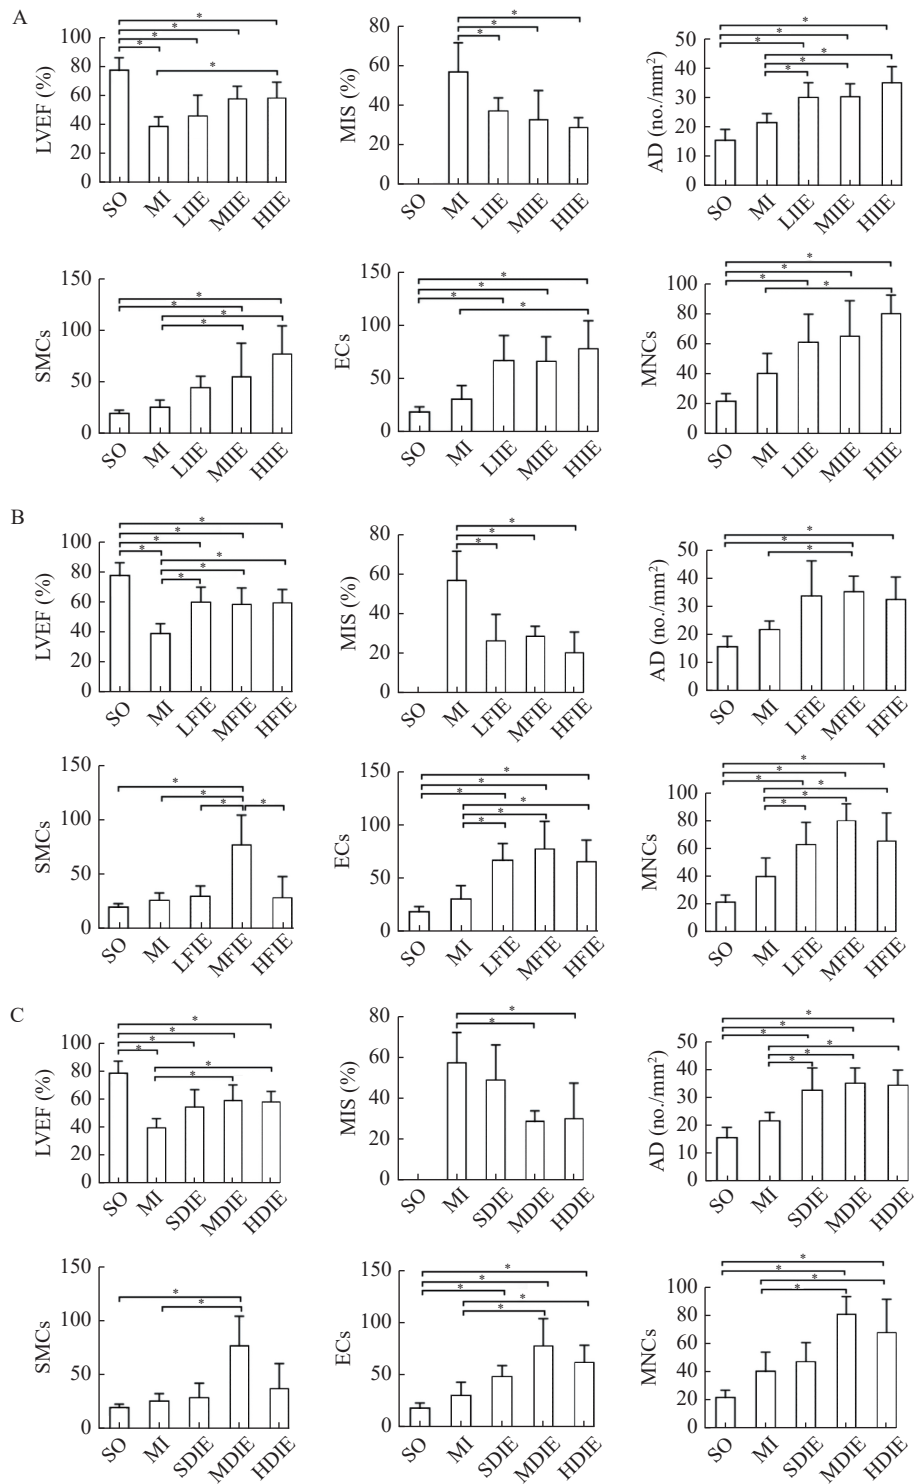 A
LVEF (%)
100
80
60
40
20
0
* * * * *
SO MI LIIE MIIE HIIE
MIS (%)
80
60
40
20
0
* * *
SO MI LIIE MIIE HIIE
AD (no./mm²)
50
40
30
20
10
0
* * * * * *
SO MI LIIE MIIE HIIE
SMCs
150
100
50
0
* * * *
SO MI LIIE MIIE HIIE
ECs
150
100
50
0
* * * *
SO MI LIIE MIIE HIIE
MNCs
100
80
60
40
20
0
* * * *
SO MI LIIE MIIE HIIE
B
LVEF (%)
100
80
60
40
20
0
* * * * * * *
SO MI LFIE MFIE HFIE
MIS (%)
80
60
40
20
0
* * *
SO MI LFIE MFIE HFIE
AD (no./mm²)
50
40
30
20
10
0
* * *
SO MI LFIE MFIE HFIE
SMCs
150
100
50
0
* * * *
SO MI LFIE MFIE HFIE
ECs
150
100
50
0
* * * * * *
SO MI LFIE MFIE HFIE
MNCs
100
80
60
40
20
0
* * * * * *
SO MI LFIE MFIE HFIE
C
LVEF (%)
100
80
60
40
20
0
* * * * * *
SO MI SDIE MDIE HDIE
MIS (%)
80
60
40
20
0
* *
SO MI SDIE MDIE HDIE
AD (no./mm²)
50
40
30
20
10
0
* * * * * *
SO MI SDIE MDIE HDIE
SMCs
150
100
50
0
* *
SO MI SDIE MDIE HDIE
ECs
150
100
50
0
* * * * *
SO MI SDIE MDIE HDIE
MNCs
100
80
60
40
20
0
* * * *
SO MI SDIE MDIE HDIE